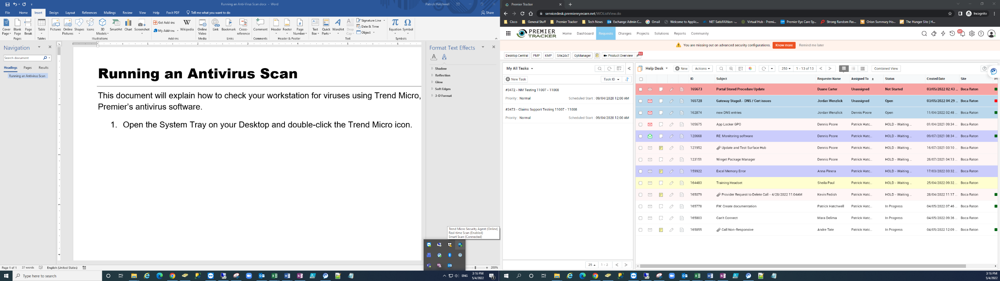 Running an Anti-Virus Scan.docx - Word
Patrick Hatchwell
File Home Insert Design Layout References Mailings Review View Help Foxit PDF Tell me what you want to do
Share
Cover Page
Blank Page
Page Break
Table
Pictures
Online Pictures
Shapes
Icons
3D Models
SmartArt
Chart
Screenshot
Get Add-ins
My Add-ins
Wikipedia
Online Video
Link
Bookmark
Cross-reference
Comment
Header
Footer
Page Number
Text Box
Quick Parts
WordArt
Drop Cap
Signature Line
Date & Time
Object
Equation
Symbol
Pages Tables Illustrations Add-ins Media Links Comments Header & Footer Text Symbols
Navigation
Search document
Headings Pages Results
Running an Antivirus Scan
Running an Antivirus Scan
This document will explain how to check your workstation for viruses using Trend Micro,
Premier's antivirus software.
1. Open the System Tray on your Desktop and double-click the Trend Micro icon.
Format Text Effects
Shadow
Reflection
Glow
Soft Edges
3-D Format
Trend Micro Security Agent (Online)
Real-time Scan (Enabled)
Smart Scan (Connected)
Page 1 of 1 37 words English (United States)
200%
Type here to search
ENG
3:16 PM
5/4/2022
Premier Tracker
servicedesk.premiereyecare.net/WOListView.do
Incognito
Cisco General Stuff Premier Tracker Tech News Exchange Admin C... Gmail Welcome to Applic... NET SatisFAXtion -... Virtual Hub - Premi... Premier Eye Care Sy... Strong Random Pas... Orion Summary Ho... The Hunger Site | H...
PREMIER TRACKER
Home Dashboard Requests Changes Projects Solutions Reports Community
67
You are missing out on advanced security configurations. Know more Remind me later
Desktop Central PMP KMP Site24x7 OpManager Product Overview 92
My All Tasks
New Task
Task ID
#3472 - NM Testing 11007 - 11008
Priority : Normal Scheduled Start : 09/04/2020 12:00 AM
#3473 - Claims Support Testing 11007 - 11008
Priority : Normal Scheduled Start : 09/04/2020 12:00 AM
25 1 - 2
Help Desk New Actions 250 1 - 13 of 13 Combined View
ID Subject Requester Name Assigned To Status Created Date Site
165673 Portal Stored Procedure Update Duane Carter Unassigned Not Started 03/05/2022 02:43 ... Boca Raton
165728 Gateway StageA - DNS / Cert issues Jordan Wenzlick Unassigned Open 03/05/2022 04:29 ... Boca Raton
162874 new DNS entries Jordan Wenzlick Dennis Poore Open 11/04/2022 02:48 ... Boca Raton
105675 App Locker GPO Dennis Poore Patrick Hatc... HOLD - Waiting ... 01/04/2021 09:34 ... Boca Raton
120668 RE: Monitoring software Dennis Poore Patrick Hatc... HOLD - Waiting ... 09/07/2021 08:34 ... Boca Raton
121952 Update and Test Surface Hub Dennis Poore Patrick Hatc... HOLD - Waiting ... 16/07/2021 03:10 ... Boca Raton
123151 Winget Package Manager Dennis Poore Patrick Hatc... HOLD - Waiting ... 26/07/2021 04:13 ... Boca Raton
159922 Excel Memory Error Anna Pinera Patrick Hatc... HOLD - Waiting ... 17/03/2022 03:32 ... Boca Raton
164483 Training Headset Sheila Paul Patrick Hatc... HOLD - Waiting ... 25/04/2022 09:32 ... Boca Raton
165079 Provider Request to Delete Call - 4/28/2022 11:04AM Kevin Fedish Patrick Hatc... HOLD - Waiting ... 28/04/2022 11:17 ... Boca Raton
165778 FW: Create documentation Patrick Hatchwell Patrick Hatc... In Progress 04/05/2022 07:46 ... Boca Raton
165803 Can't Connect Mara Delima Patrick Hatc... In Progress 04/05/2022 09:36 ... Boca Raton
165855 Call Non-Responsive Andre Tate Patrick Hatc... In Progress 04/05/2022 12:09 ... Boca Raton
3:16 PM
5/4/2022